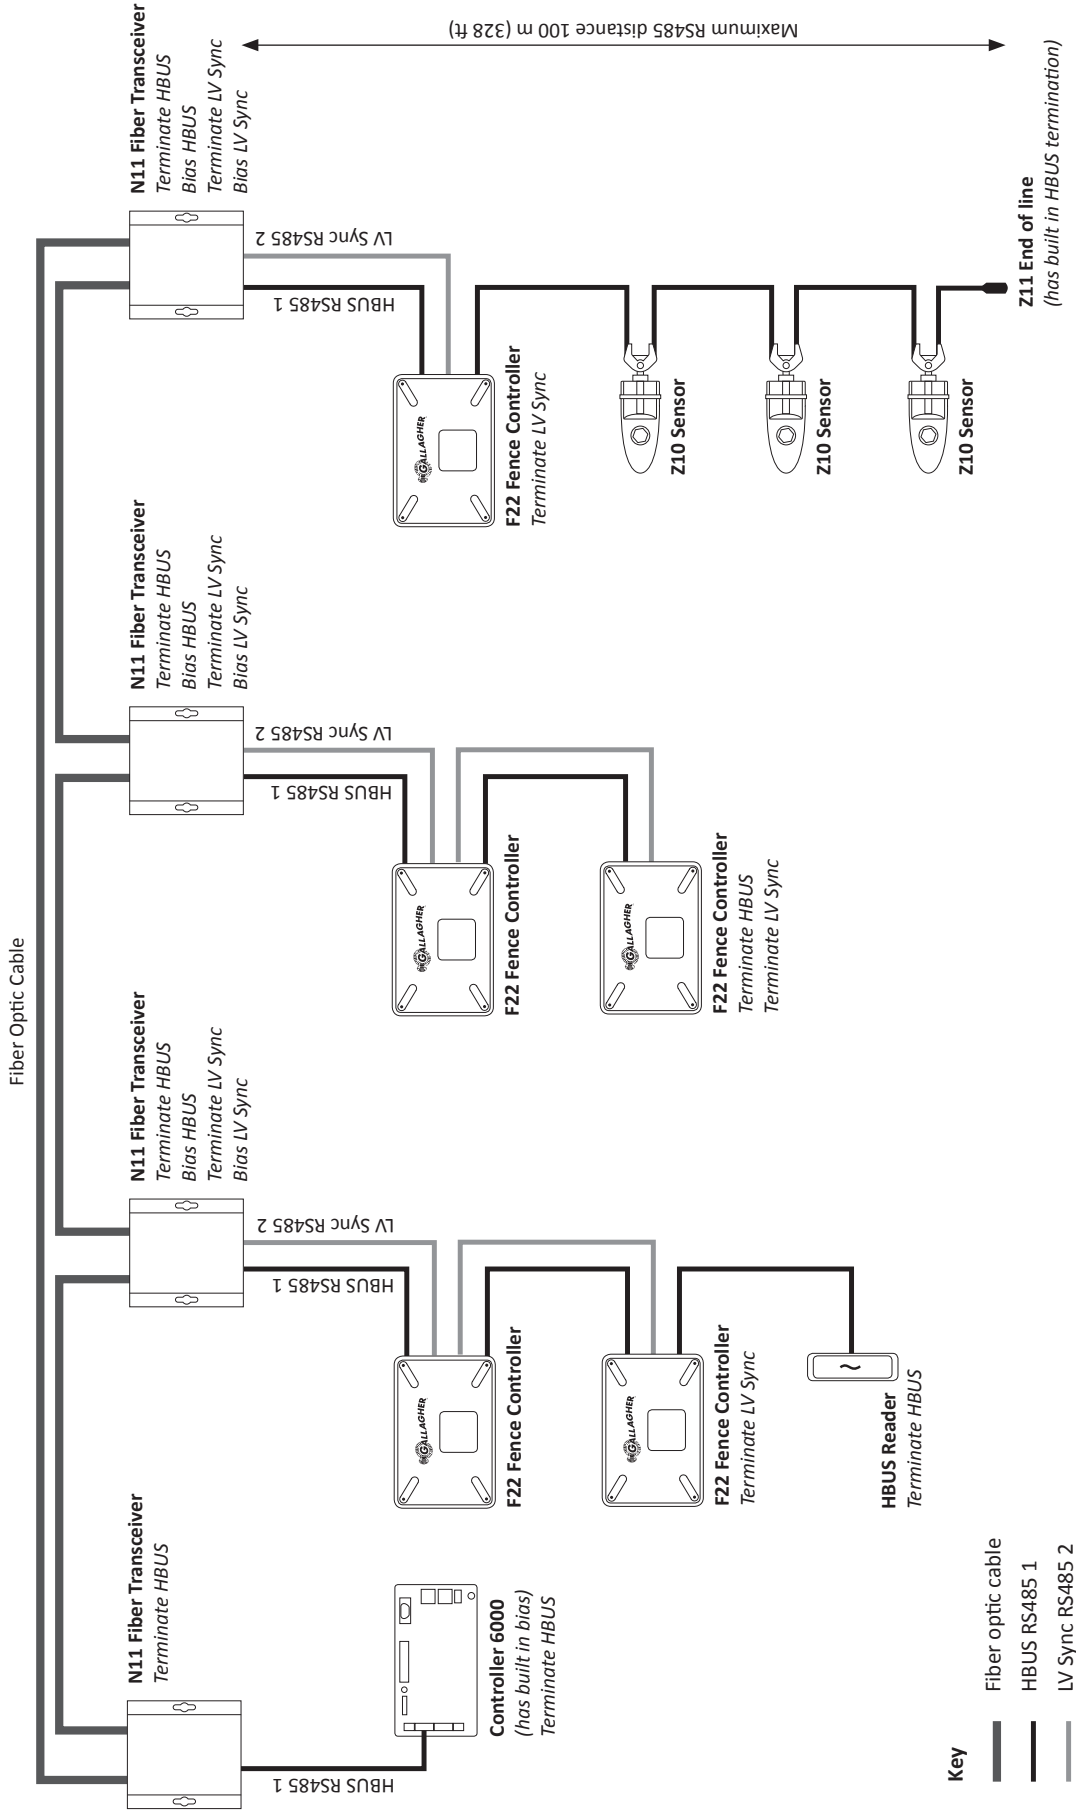 Fiber Optic Cable
N11 Fiber Transceiver
Terminate HBUS
N11 Fiber Transceiver
Terminate HBUS
Bias HBUS
Terminate LV Sync
Bias LV Sync
N11 Fiber Transceiver
Terminate HBUS
Bias HBUS
Terminate LV Sync
Bias LV Sync
N11 Fiber Transceiver
Terminate HBUS
Bias HBUS
Terminate LV Sync
Bias LV Sync
HBUS RS485 1
HBUS RS485 1
LV Sync RS485 2
HBUS RS485 1
LV Sync RS485 2
HBUS RS485 1
LV Sync RS485 2
Maximum RS485 distance 100 m (328 ft)
Controller 6000
(has built in bias)
Terminate HBUS
GALLAGHER
F22 Fence Controller
GALLAGHER
F22 Fence Controller
Terminate LV Sync
HBUS Reader
Terminate HBUS
GALLAGHER
F22 Fence Controller
GALLAGHER
F22 Fence Controller
Terminate HBUS
Terminate LV Sync
GALLAGHER
F22 Fence Controller
Terminate LV Sync
Z10 Sensor
Z10 Sensor
Z10 Sensor
Z11 End of line
(has built in HBUS termination)
Key
Fiber optic cable
HBUS RS485 1
LV Sync RS485 2